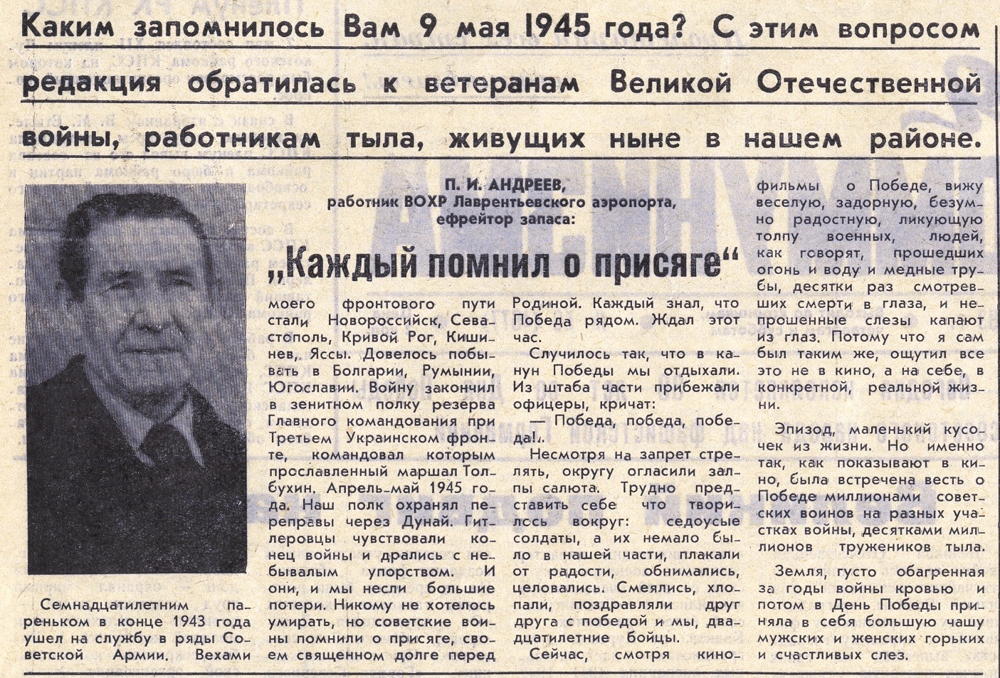 Каким запомнилось Вам 9 мая 1945 года? С этим вопросом
редакция обратилась к ветеранам Великой Отечественной
войны, работникам тыла, живущих ныне в нашем районе.
П. И. АНДРЕЕВ,
работник ВОХР Лаврентьевского аэропорта,
ефрейтор запаса:
„Каждый помнил о присяге“
Семнадцатилетним па-
реньком в конце 1943 года
ушел на службу в ряды Со-
ветской Армии. Вехами
моего фронтового пути
стали Новороссийск, Сева-
стополь, Кривой Рог, Киши-
нев, Яссы. Довелось побы-
вать в Болгарии, Румынии,
Югославии. Войну закончил
в зенитном полку резерва
Главного командования при
Третьем Украинском фрон-
те, командовал которым
прославленный маршал Тол-
бухин. Апрель-май 1945 го-
да. Наш полк охранял пе-
реправы через Дунай. Гит-
леровцы чувствовали ко-
нец войны и дрались с не-
бывалым упорством. И
они, и мы несли большие
потери. Никому не хотелось
умирать, но советские вои-
ны помнили о присяге, сво-
ем священном долге перед
Родиной. Каждый знал, что
Победа рядом. Ждал этот
час.
Случилось так, что в ка-
нун Победы мы отдыхали.
Из штаба части прибежали
офицеры, кричат:
— Победа, победа, побе-
да!..
Несмотря на запрет стре-
лять, округу огласили зал-
пы салюта. Трудно пред-
ставить себе что твори-
лось вокруг: седоусые
солдаты, а их немало бы-
ло в нашей части, плакали
от радости, обнимались,
целовались. Смеялись, хло-
пали, поздравляли друг
друга с победой и мы, два-
дцатилетние бойцы.
Сейчас, смотря кино-
фильмы о Победе, вижу
веселую, задорную, безум-
но радостную, ликующую
толпу военных, людей,
как говорят, прошедших
огонь и воду и медные тру-
бы, десятки раз смотрев-
ших смерти в глаза, и не-
прошенные слезы капают
из глаз. Потому что я сам
был таким же, ощутил все
это не в кино, а на себе, в
конкретной, реальной жиз-
ни.
Эпизод, маленький кусо-
чек из жизни. Но именно
так, как показывают в ки-
но, была встречена весть о
Победе миллионами совет-
ских воинов на разных уча-
стках войны, десятками мил-
лионов тружеников тыла.
Земля, густо обагренная
за годы войны кровью и
потом в День Победы при-
няла в себя большую чашу
мужских и женских горьких
и счастливых слез.